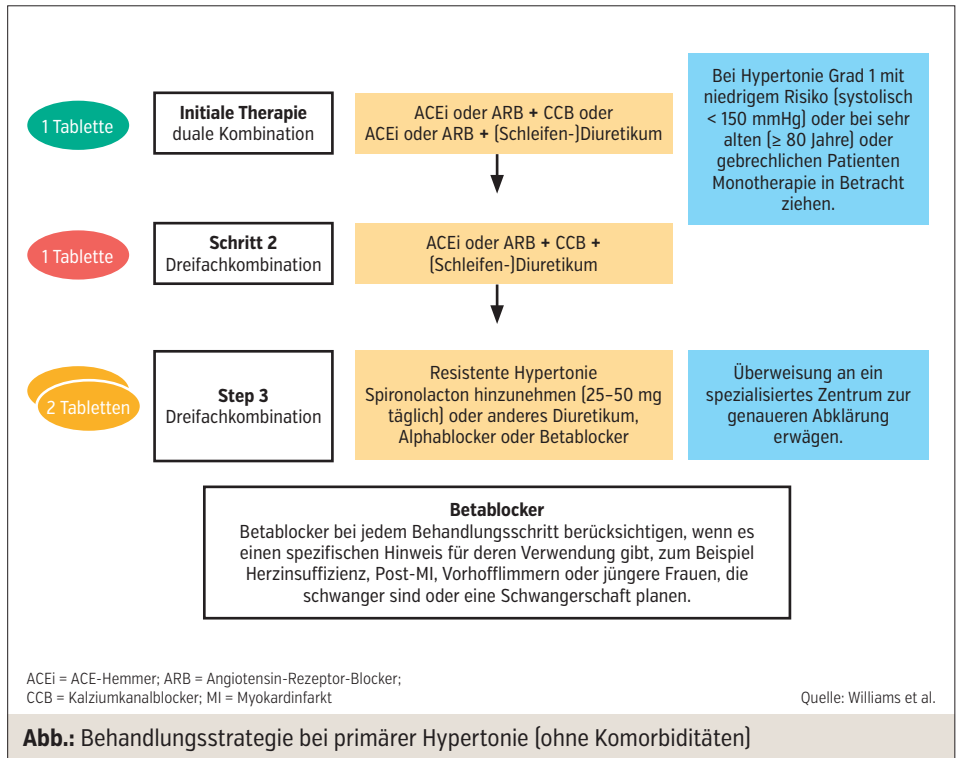 1 Tablette
Initiale Therapie
duale Kombination
ACEi oder ARB + CCB oder
ACEi oder ARB + (Schleifen-)Diuretikum
Bei Hypertonie Grad 1 mit
niedrigem Risiko (systolisch
< 150 mmHg) oder bei sehr
alten (≥ 80 Jahre) oder
gebrechlichen Patienten
Monotherapie in Betracht
ziehen.
1 Tablette
Schritt 2
Dreifachkombination
ACEi oder ARB + CCB +
(Schleifen-)Diuretikum
2 Tabletten
Step 3
Dreifachkombination
Resistente Hypertonie
Spironolacton hinzunehmen (25–50 mg
täglich) oder anderes Diuretikum,
Alphablocker oder Betablocker
Überweisung an ein
spezialisiertes Zentrum zur
genaueren Abklärung
erwägen.
Betablocker
Betablocker bei jedem Behandlungsschritt berücksichtigen, wenn es
einen spezifischen Hinweis für deren Verwendung gibt, zum Beispiel
Herzinsuffizienz, Post-MI, Vorhofflimmern oder jüngere Frauen, die
schwanger sind oder eine Schwangerschaft planen.
ACEi = ACE-Hemmer; ARB = Angiotensin-Rezeptor-Blocker;
CCB = Kalziumkanalblocker; MI = Myokardinfarkt
Quelle: Williams et al.
Abb.: Behandlungsstrategie bei primärer Hypertonie (ohne Komorbiditäten)